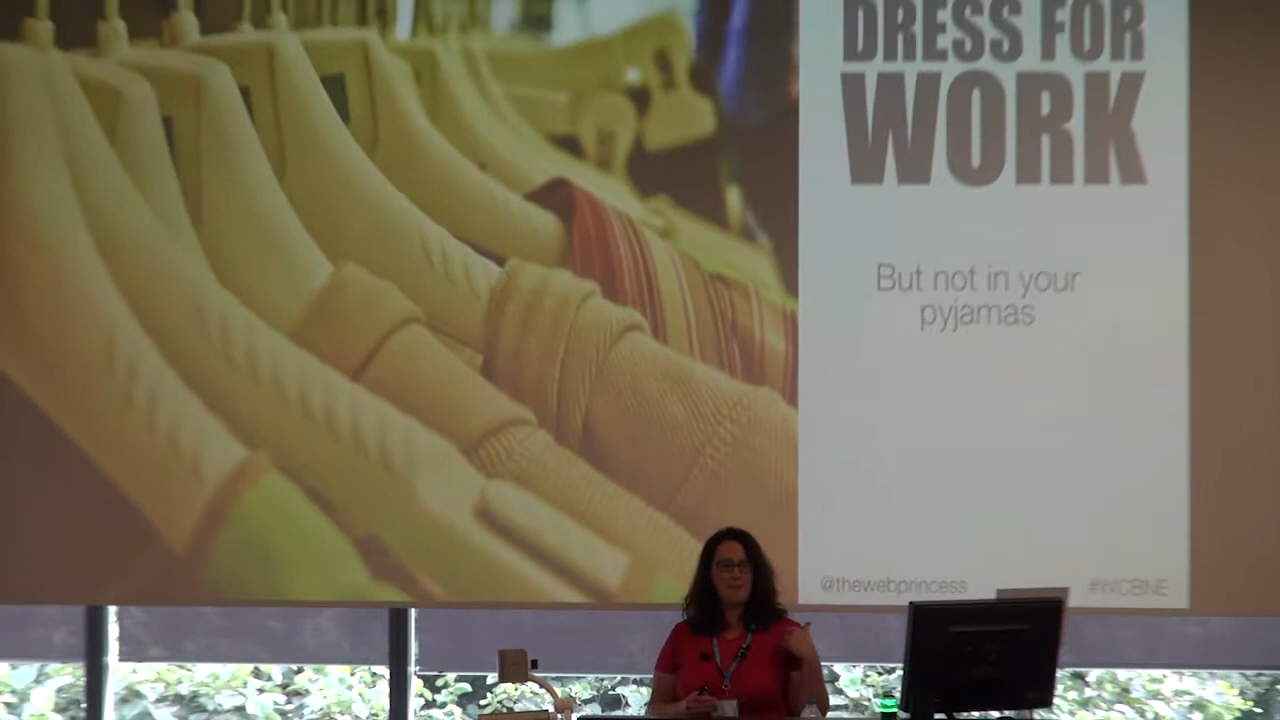 DRESS FOR
WORK
But not in your
pyjamas
@thewebprincess
#WCBNE